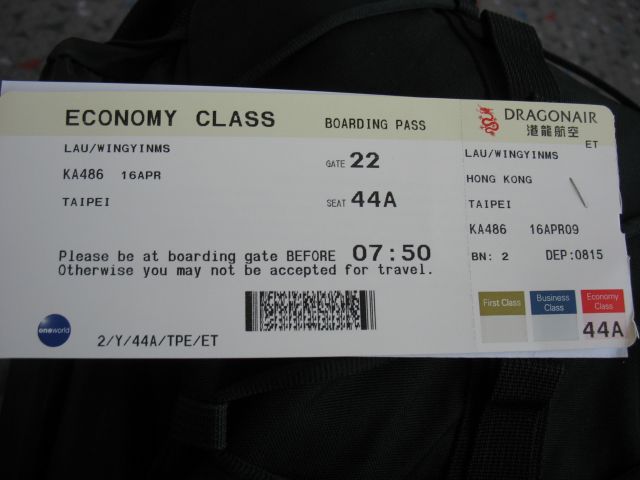 ECONOMY CLASS
BOARDING PASS
LAU/WINGYINMS
GATE 22
KA486 16APR
SEAT 44A
TAIPEI
Please be at boarding gate BEFORE 07:50
Otherwise you may not be accepted for travel.
oneworld
2/Y/44A/TPE/ET
DRAGONAIR
港龍航空
ET
LAU/WINGYINMS
HONG KONG
TAIPEI
KA486 16APR09
BN: 2 DEP:0815
First Class
Business Class
Economy Class
44A